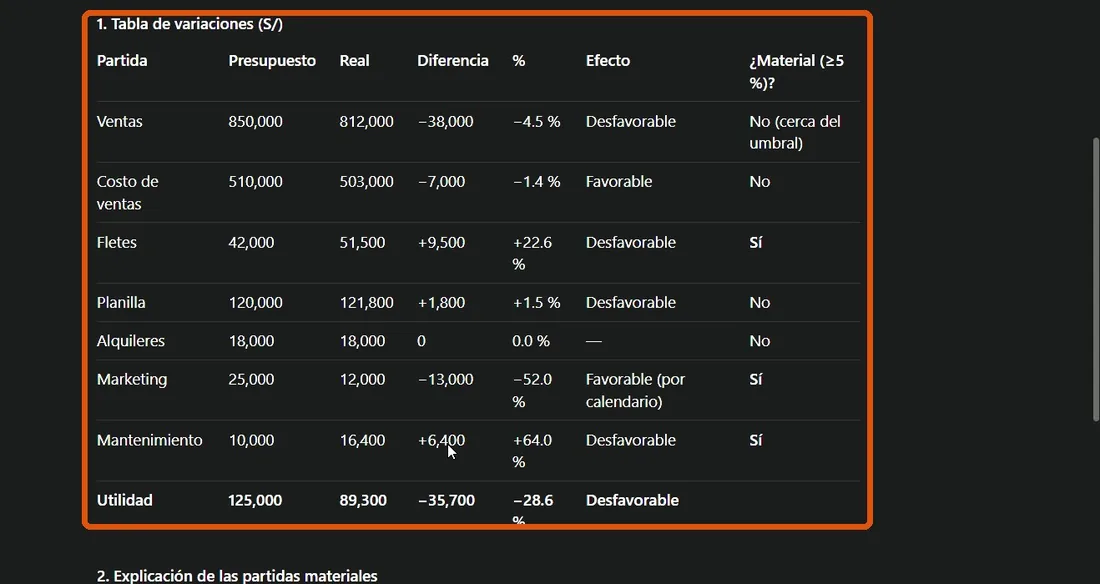 1. Tabla de variaciones (S/)
Partida Presupuesto Real Diferencia % Efecto ¿Material (≥5
%)?
Ventas 850,000 812,000 −38,000 −4.5 % Desfavorable No (cerca del
umbral)
Costo de 510,000 503,000 −7,000 −1.4 % Favorable No
ventas
Fletes 42,000 51,500 +9,500 +22.6 Desfavorable Sí
%
Planilla 120,000 121,800 +1,800 +1.5 % Desfavorable No
Alquileres 18,000 18,000 0 0.0 % — No
Marketing 25,000 12,000 −13,000 −52.0 Favorable (por Sí
% calendario)
Mantenimiento 10,000 16,400 +6,400 +64.0 Desfavorable Sí
%
Utilidad 125,000 89,300 −35,700 −28.6 Desfavorable
%
2. Explicación de las partidas materiales